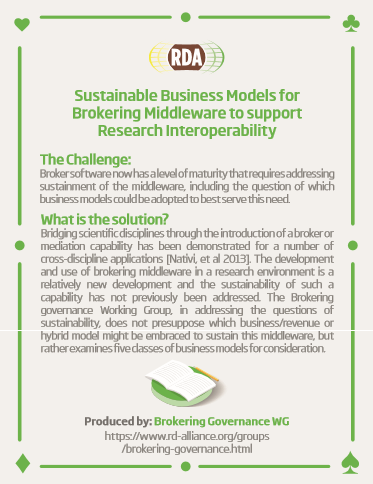 RDA
Sustainable Business Models for
Brokering Middleware to support
Research Interoperability
The Challenge:
Broker software now has a level of maturity that requires addressing
sustainment of the middleware, including the question of which
business models could be adopted to best serve this need.
What is the solution?
Bridging scientific disciplines through the introduction of a broker or
mediation capability has been demonstrated for a number of
cross-discipline applications [Nativi, et al 2013]. The development
and use of brokering middleware in a research environment is a
relatively new development and the sustainability of such a
capability has not previously been addressed. The Brokering
governance Working Group, in addressing the questions of
sustainability, does not presuppose which business/revenue or
hybrid model might be embraced to sustain this middleware, but
rather examines five classes of business models for consideration.
Produced by: Brokering Governance WG
https://www.rd-alliance.org/groups
/brokering-governance.html